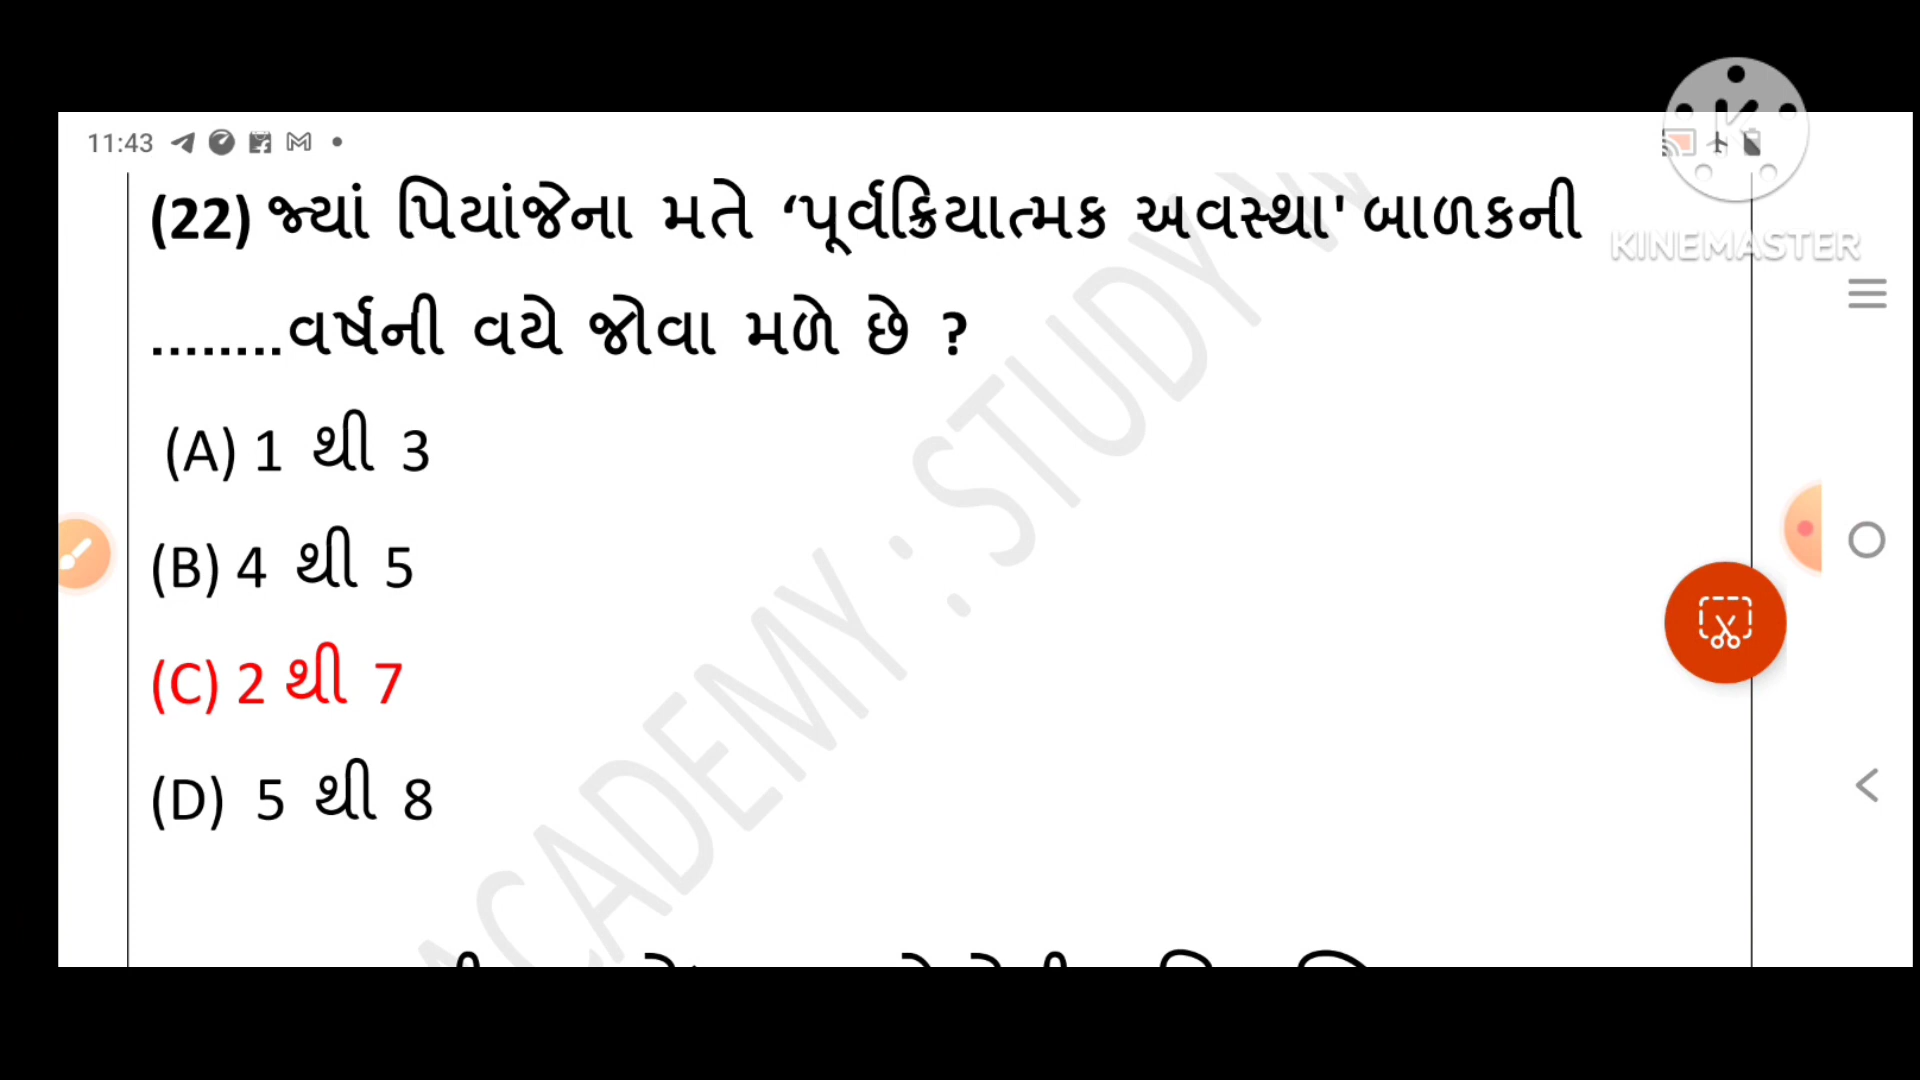 KINEMASTER
11:43
(22) જ્યાં પિયાંજેના મતે ‘પૂર્વક્રિયાત્મક અવસ્થા' બાળકની
........વર્ષની વયે જોવા મળે છે ?
(A) 1 થી 3
(B) 4 થી 5
(C) 2 થી 7
(D) 5 થી 8
ACADEMY : STUDY